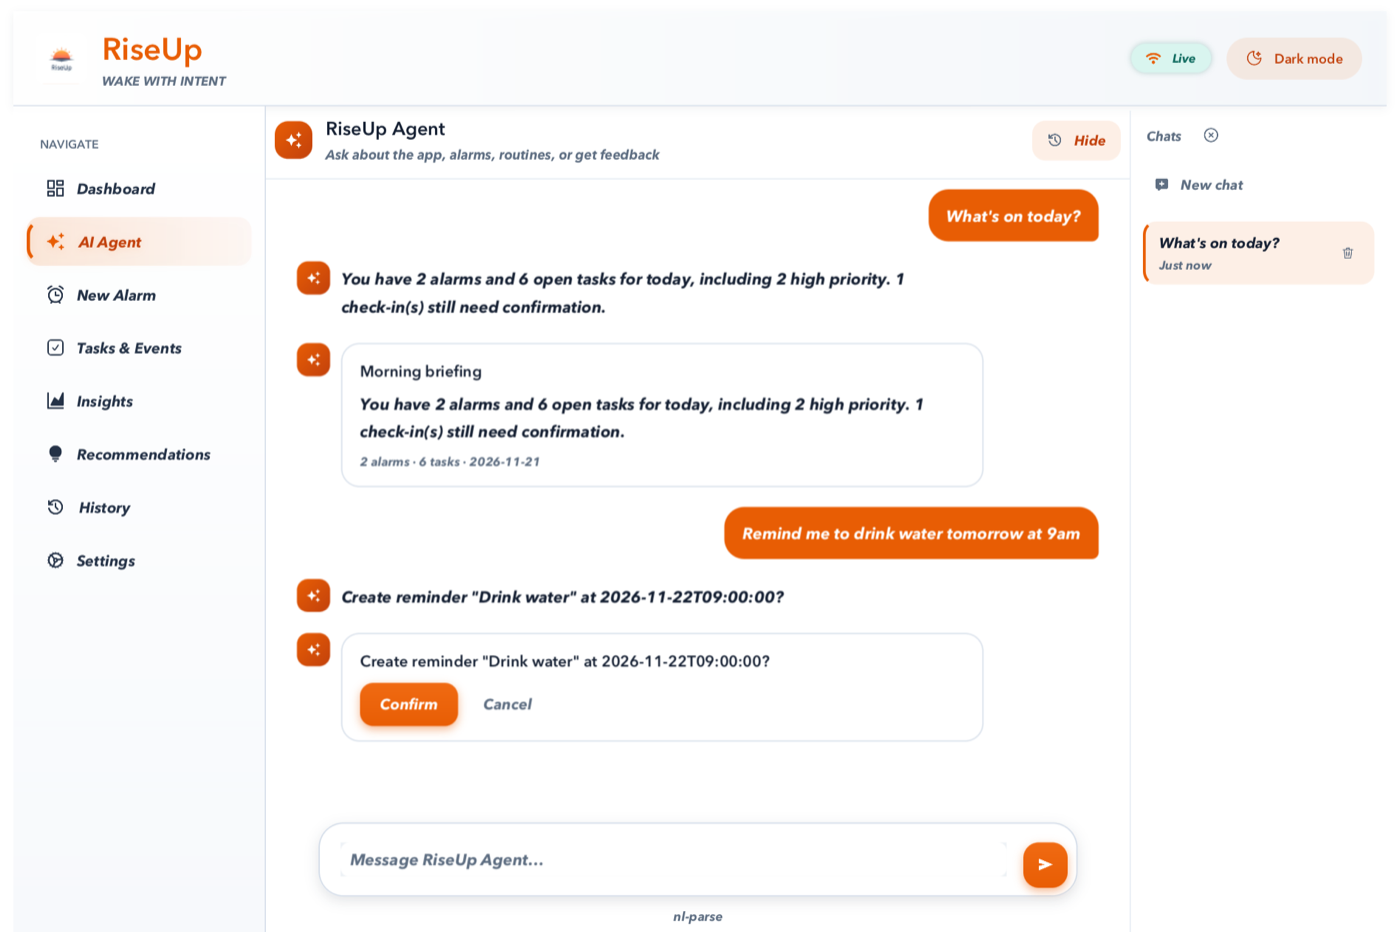 RiseUp
RiseUp
WAKE WITH INTENT
Live
Dark mode
NAVIGATE
Dashboard
AI Agent
New Alarm
Tasks & Events
Insights
Recommendations
History
Settings
RiseUp Agent
Ask about the app, alarms, routines, or get feedback
Hide
What's on today?
You have 2 alarms and 6 open tasks for today, including 2 high priority. 1
check-in(s) still need confirmation.
Morning briefing
You have 2 alarms and 6 open tasks for today, including 2 high priority. 1
check-in(s) still need confirmation.
2 alarms · 6 tasks · 2026-11-21
Remind me to drink water tomorrow at 9am
Create reminder "Drink water" at 2026-11-22T09:00:00?
Create reminder "Drink water" at 2026-11-22T09:00:00?
Confirm
Cancel
Message RiseUp Agent...
nl-parse
Chats
New chat
What's on today?
Just now